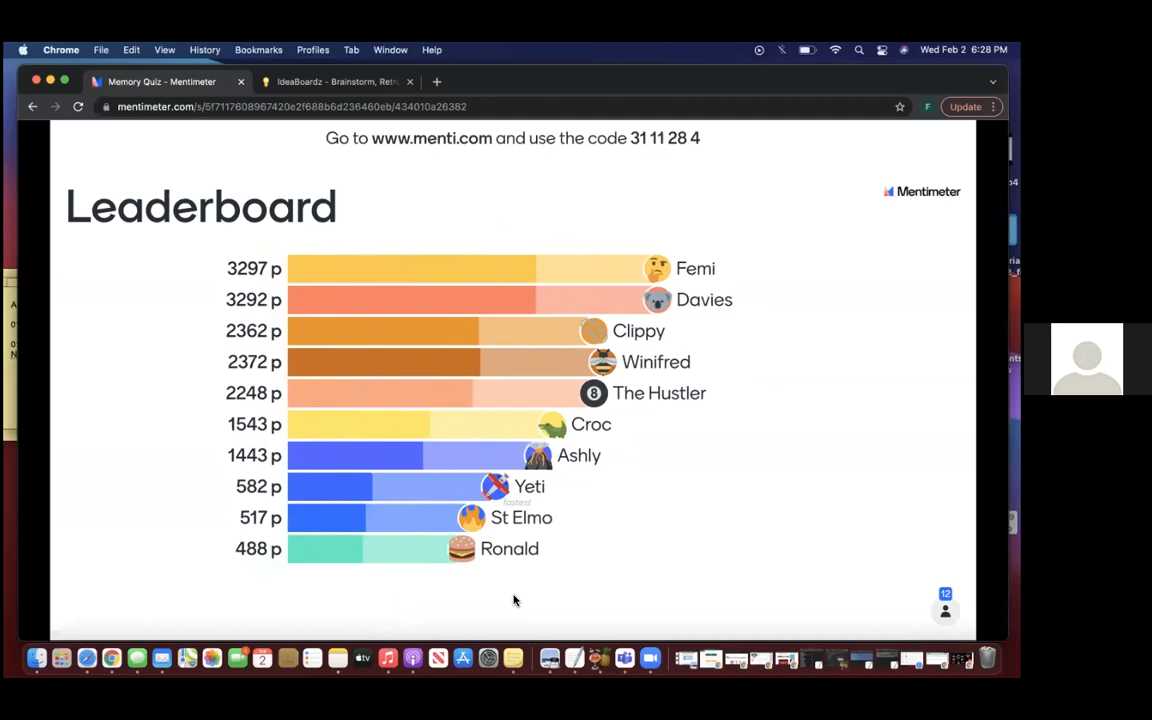 Chrome File Edit View History Bookmarks Profiles Tab Window Help Wed Feb 2 6:28 PM
Memory Quiz - Mentimeter IdeaBoardz - Brainstorm, Retr
mentimeter.com/s/5f7117608967420e2f688b6d236460eb/434010a26382 F Update
Go to www.menti.com and use the code 31 11 28 4
Mentimeter
Leaderboard
3297 p Femi
3292 p Davies
2362 p Clippy
2372 p Winifred
2248 p 8 The Hustler
1543 p Croc
1443 p Ashly
582 p Yeti
fastest
517 p St Elmo
488 p Ronald
12